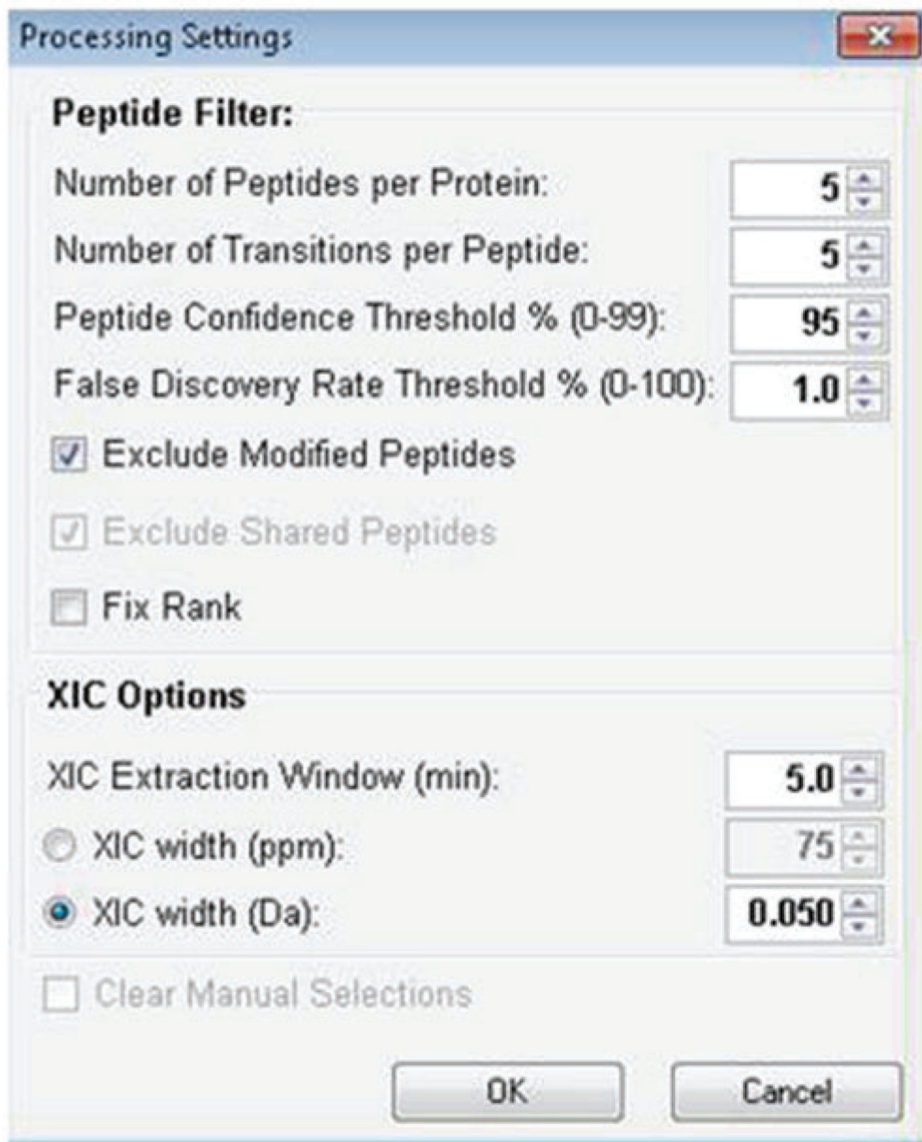 Processing Settings
Peptide Filter:
Number of Peptides per Protein: 5
Number of Transitions per Peptide: 5
Peptide Confidence Threshold % (0-99): 95
False Discovery Rate Threshold % (0-100): 1.0
Exclude Modified Peptides
Exclude Shared Peptides
Fix Rank
XIC Options
XIC Extraction Window (min): 5.0
XIC width (ppm): 75
XIC width (Da): 0.050
Clear Manual Selections
OK Cancel